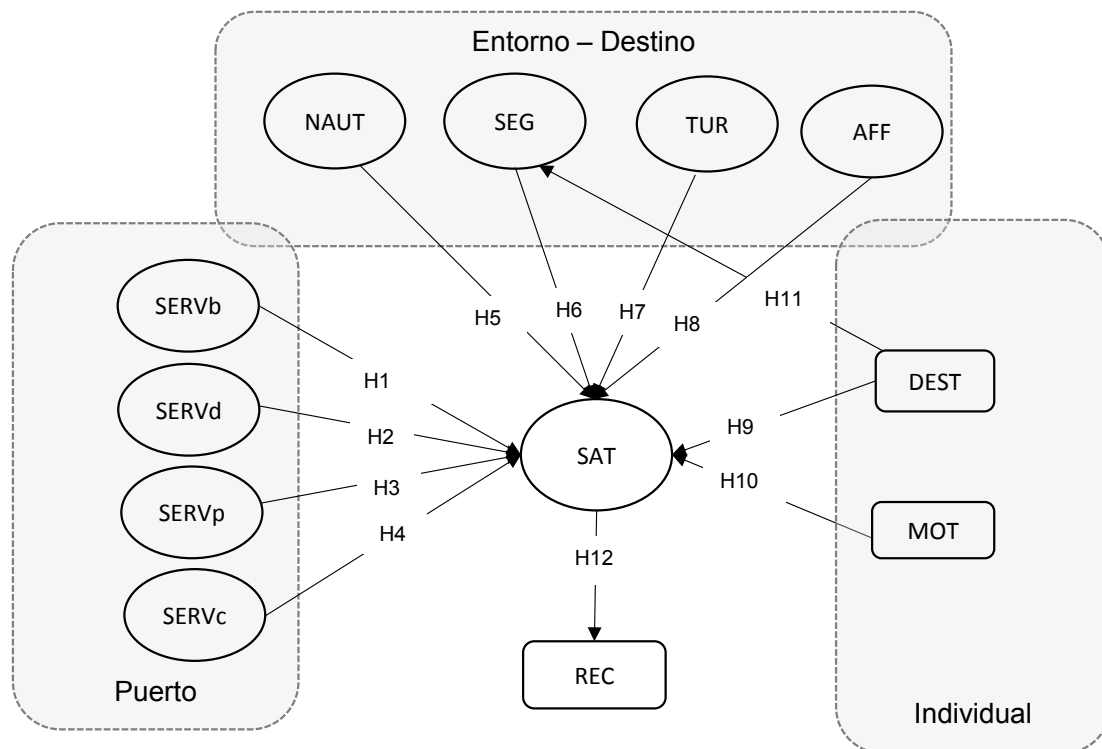 Entorno – Destino
NAUT
SEG
TUR
AFF
SERVb
SERVd
SERVp
SERVc
Puerto
H1
H2
H3
H4
H5
H6
H7
H8
H11
H9
H10
SAT
H12
REC
DEST
MOT
Individual